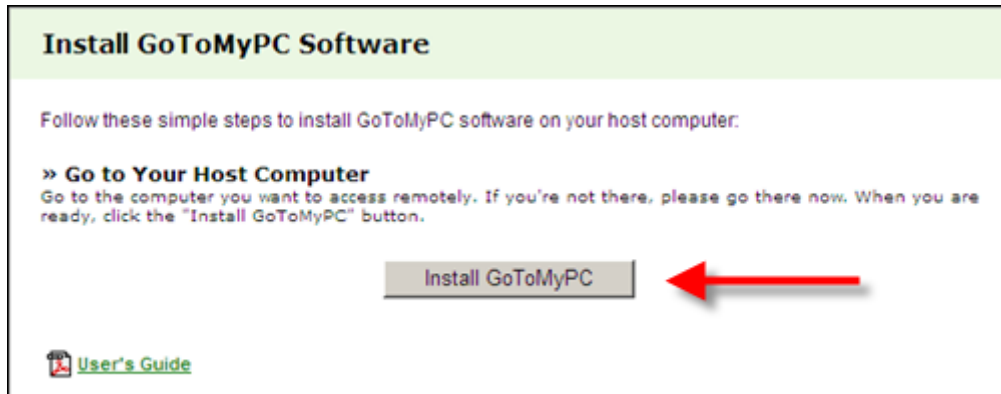 Install GoToMyPC Software
Follow these simple steps to install GoToMyPC software on your host computer:
» Go to Your Host Computer
Go to the computer you want to access remotely. If you're not there, please go there now. When you are
ready, click the "Install GoToMyPC" button.
Install GoToMyPC
User's Guide